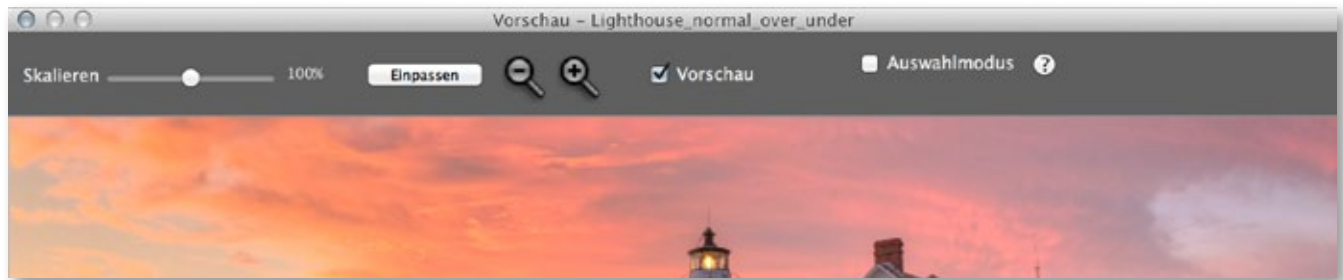 Vorschau – Lighthouse_normal_over_under
Skalieren 100% Einpassen Vorschau Auswahlmodus ?